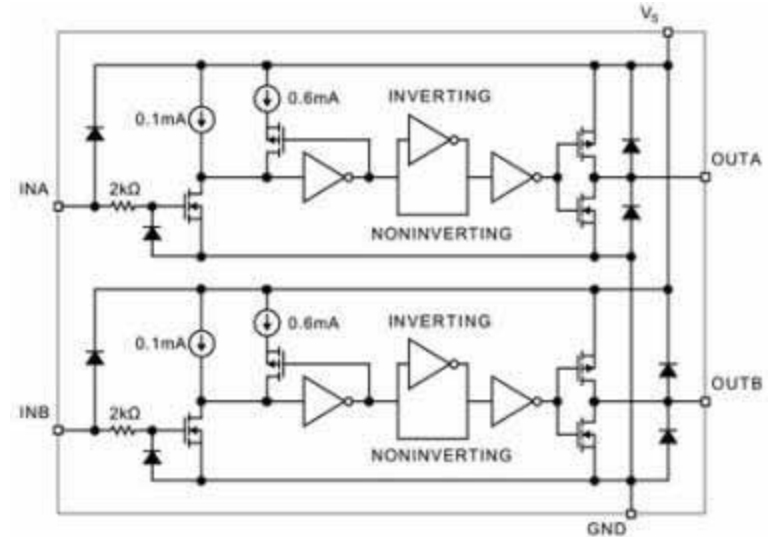 V₅
0.6mA
INVERTING
0.1mA
OUTA
INA
2kΩ
NONINVERTING
0.6mA
INVERTING
0.1mA
OUTB
INB
2kΩ
NONINVERTING
GND